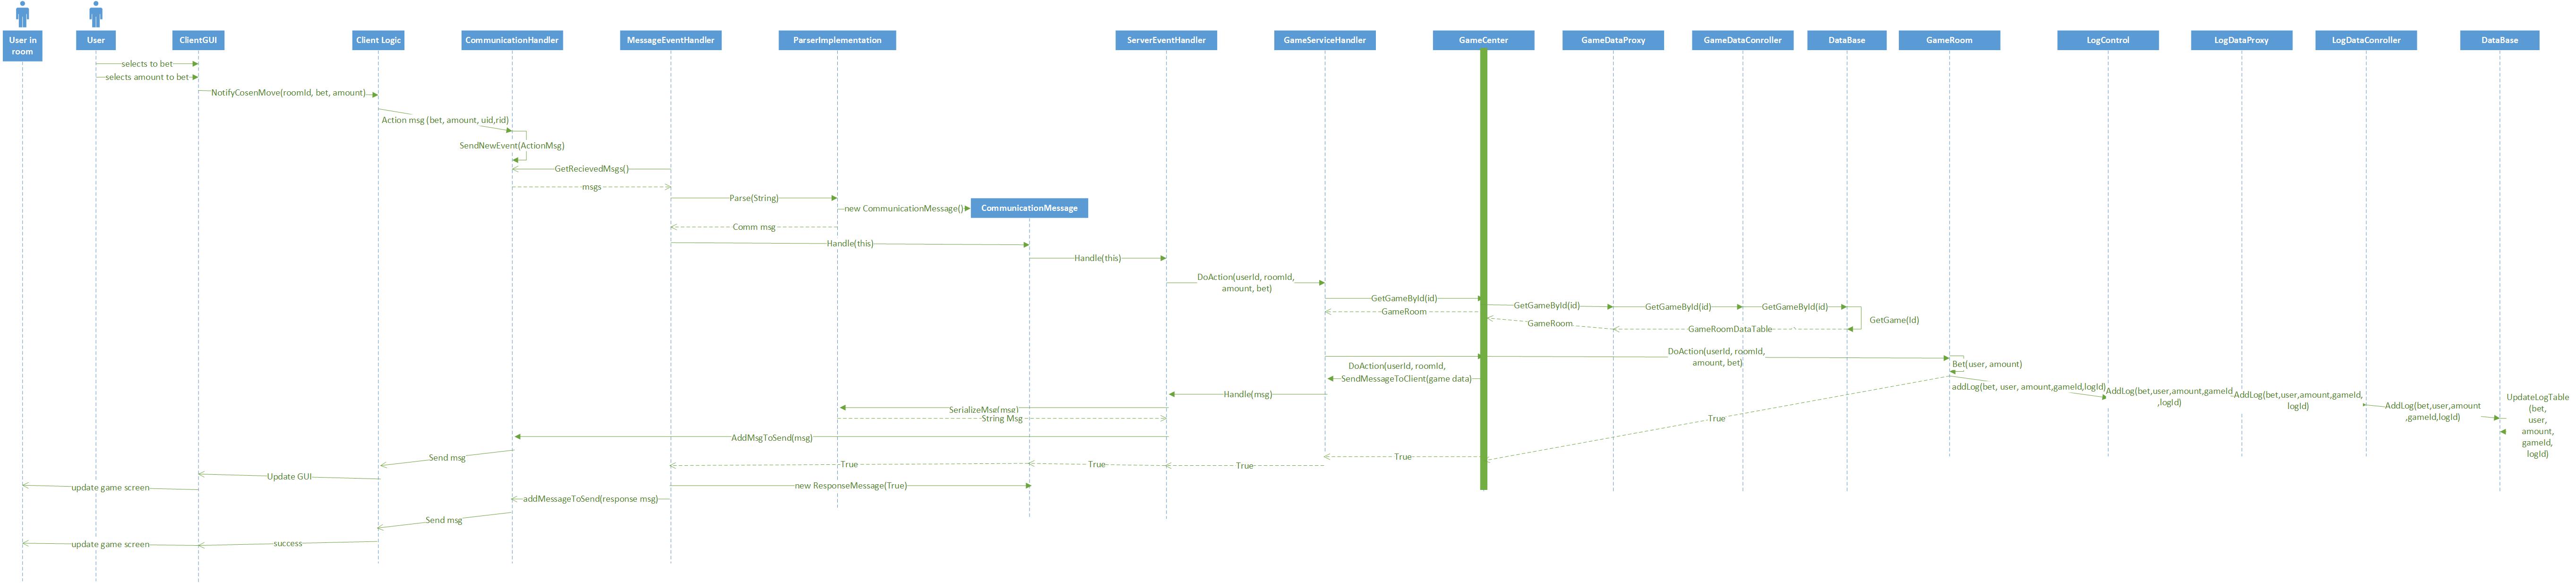 User in
room
User
ClientGUI
Client Logic
CommunicationHandler
MessageEventHandler
ParserImplementation
ServerEventHandler
GameServiceHandler
GameCenter
GameDataProxy
GameDataConroller
DataBase
GameRoom
LogControl
LogDataProxy
LogDataConroller
DataBase
selects to bet
selects amount to bet
NotifyCosenMove(roomId, bet, amount)
Action msg (bet, amount, uid,rid)
SendNewEvent(ActionMsg)
GetRecievedMsgs()
msgs
Parse(String)
new CommunicationMessage()
CommunicationMessage
Comm msg
Handle(this)
Handle(this)
DoAction(userId, roomId,
amount, bet)
GetGameById(id)
GetGameById(id)
GetGameById(id)
GetGameById(id)
GameRoom
GameRoom
GameRoomDataTable
GetGame(Id)
DoAction(userId, roomId,
amount, bet)
DoAction(userId, roomId,
Bet(user, amount)
SendMessageToClient(game data)
addLog(bet, user, amount,gameId,logId)
AddLog(bet,user,amount,gameId
,logId)
AddLog(bet,user,amount,gameId,
logId)
AddLog(bet,user,amount
,gameId,logId)
UpdateLogTable
(bet,
user,
amount,
gameId,
logId)
Handle(msg)
SerializeMsg(msg)
String Msg
True
AddMsgToSend(msg)
Send msg
True
True
True
True
Update GUI
update game screen
new ResponseMessage(True)
addMessageToSend(response msg)
Send msg
success
update game screen